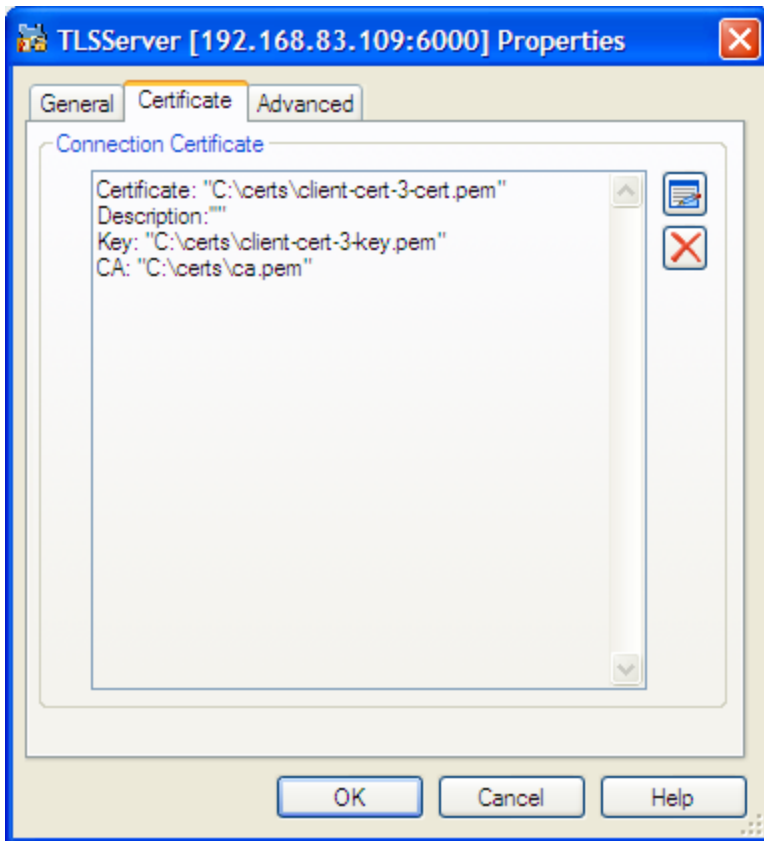 TLSServer [192.168.83.109:6000] Properties
General Certificate Advanced
Connection Certificate
Certificate: "C:\certs\client-cert-3-cert.pem"
Description:""
Key: "C:\certs\client-cert-3-key.pem"
CA: "C:\certs\ca.pem"
OK Cancel Help